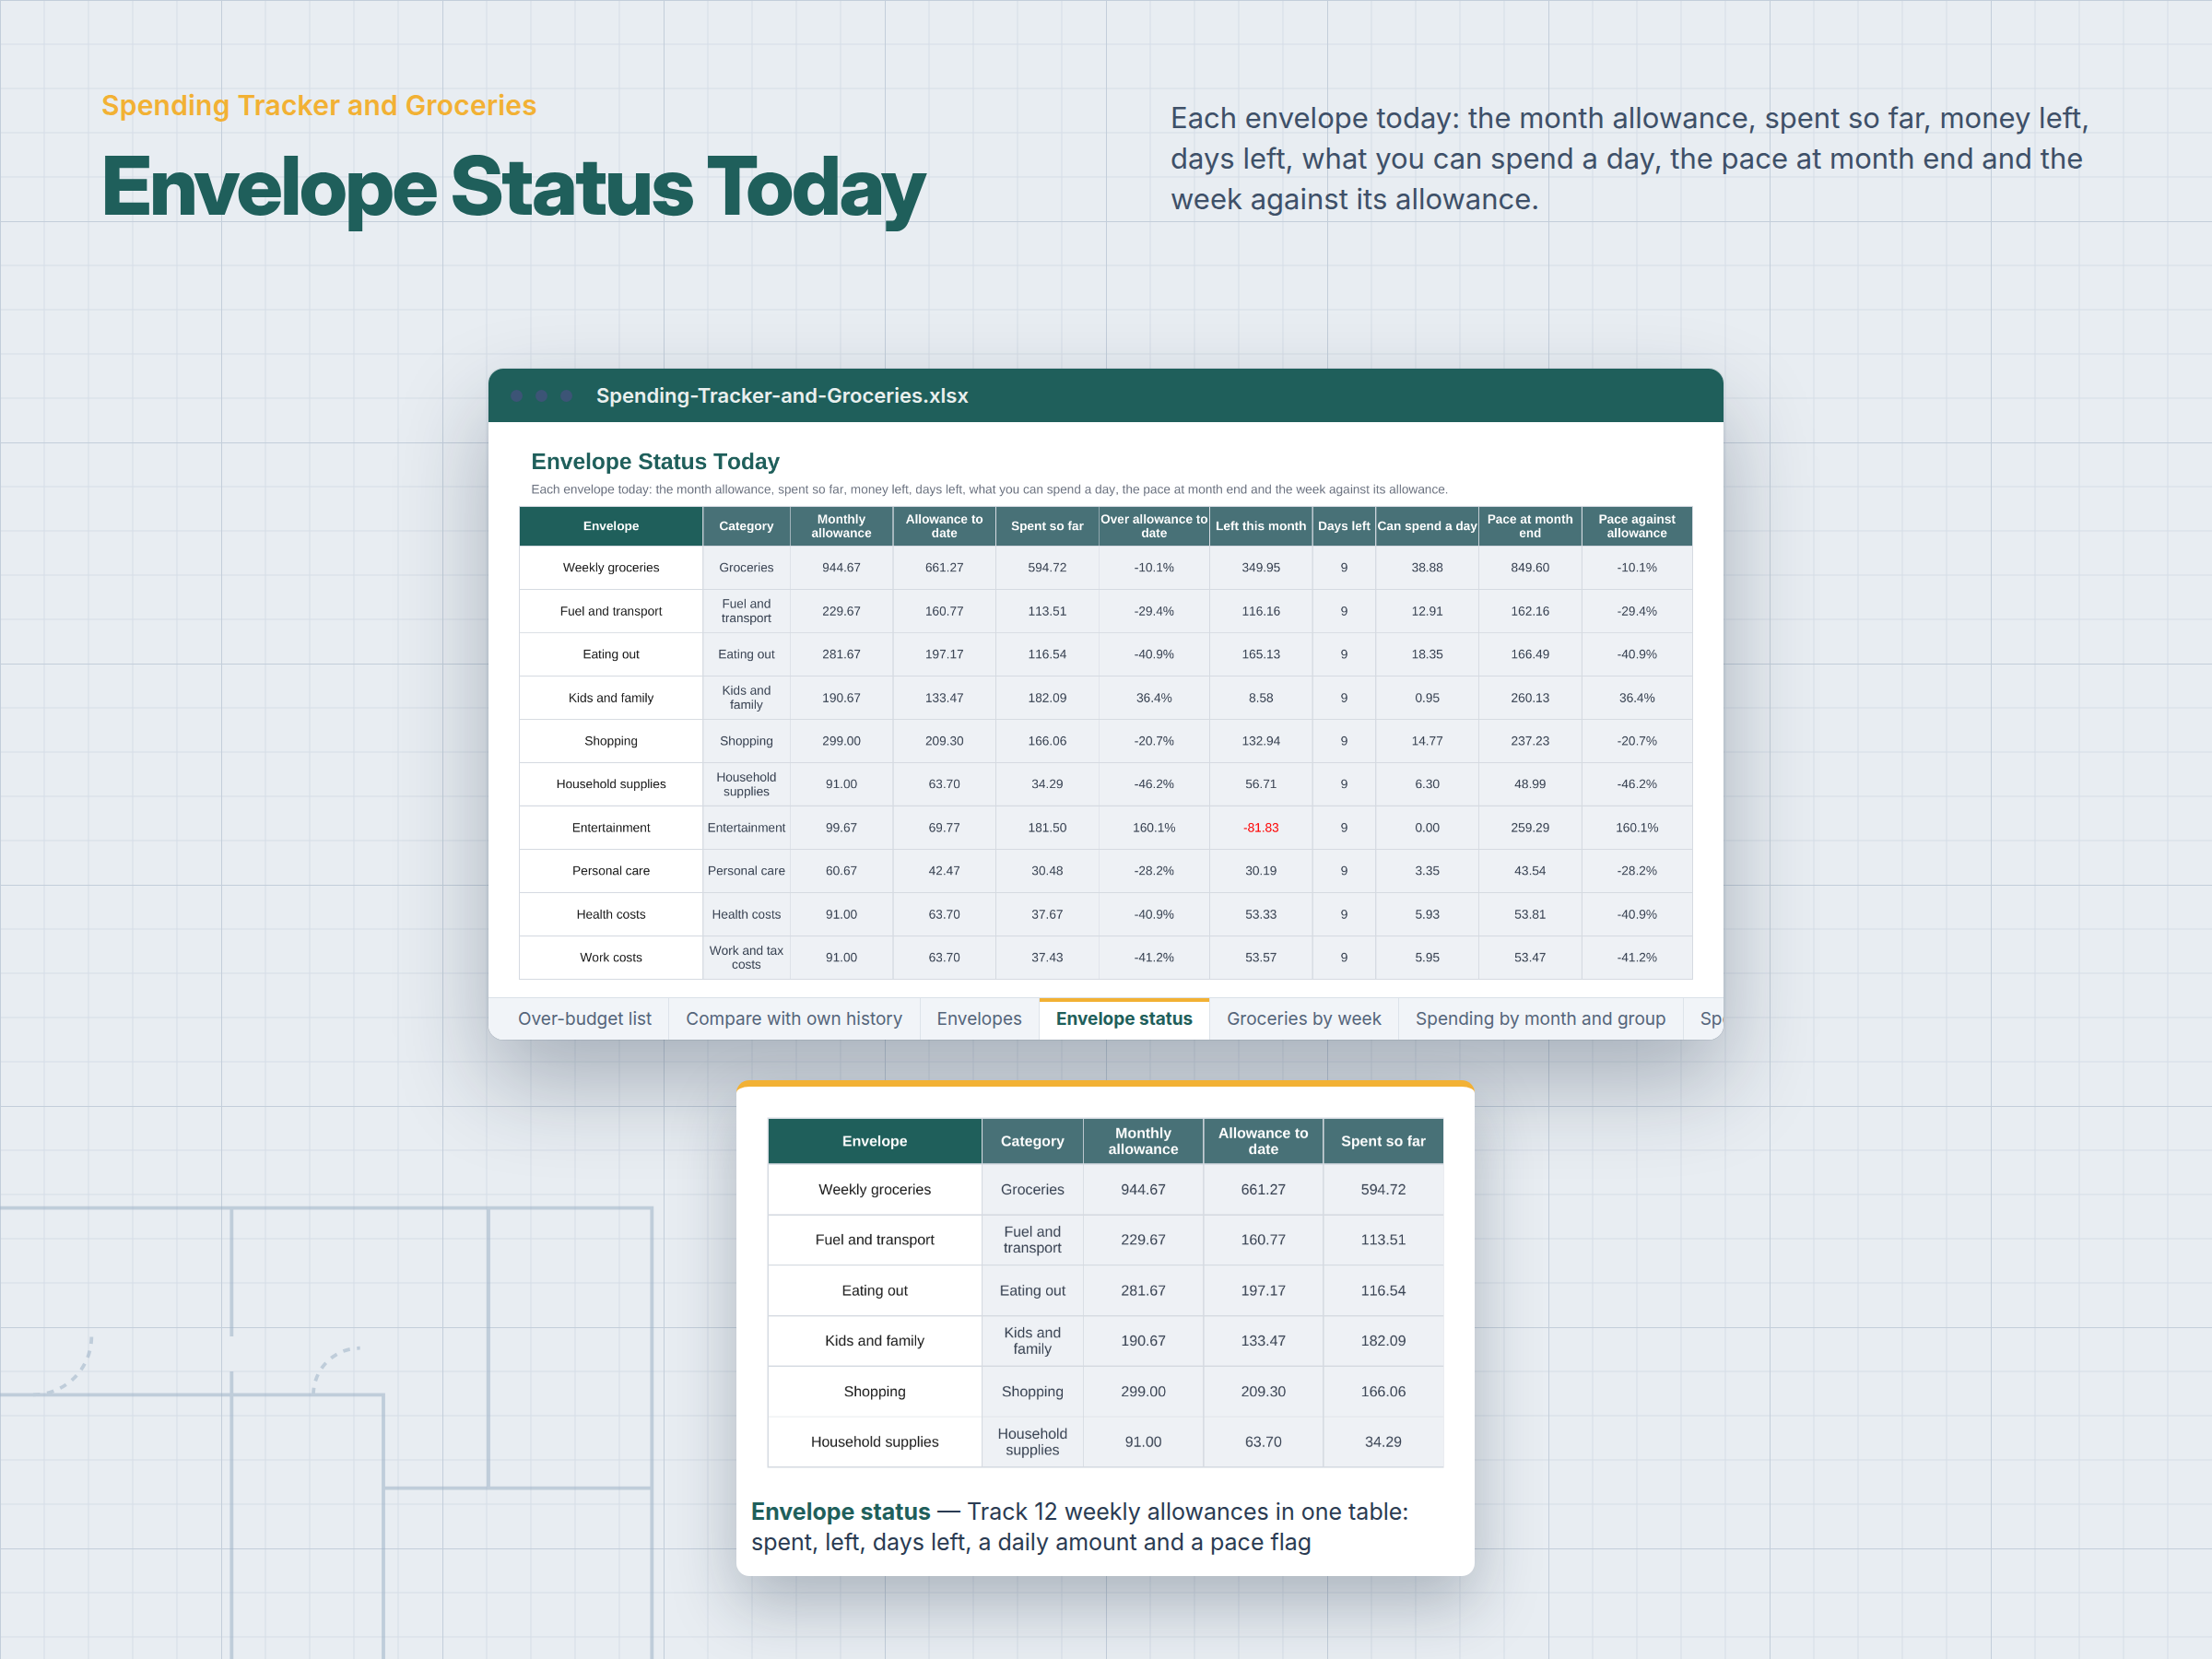 Spending Tracker and Groceries
Envelope Status Today
Each envelope today: the month allowance, spent so far, money left,
days left, what you can spend a day, the pace at month end and the
week against its allowance.
Spending-Tracker-and-Groceries.xlsx
Envelope Status Today
Each envelope today: the month allowance, spent so far, money left, days left, what you can spend a day, the pace at month end and the week against its allowance.
Envelope Category Monthly allowance Allowance to date Spent so far Over allowance to date Left this month Days left Can spend a day Pace at month end Pace against allowance
Weekly groceries Groceries 944.67 661.27 594.72 -10.1% 349.95 9 38.88 849.60 -10.1%
Fuel and transport Fuel and transport 229.67 160.77 113.51 -29.4% 116.16 9 12.91 162.16 -29.4%
Eating out Eating out 281.67 197.17 116.54 -40.9% 165.13 9 18.35 166.49 -40.9%
Kids and family Kids and family 190.67 133.47 182.09 36.4% 8.58 9 0.95 260.13 36.4%
Shopping Shopping 299.00 209.30 166.06 -20.7% 132.94 9 14.77 237.23 -20.7%
Household supplies Household supplies 91.00 63.70 34.29 -46.2% 56.71 9 6.30 48.99 -46.2%
Entertainment Entertainment 99.67 69.77 181.50 160.1% -81.83 9 0.00 259.29 160.1%
Personal care Personal care 60.67 42.47 30.48 -28.2% 30.19 9 3.35 43.54 -28.2%
Health costs Health costs 91.00 63.70 37.67 -40.9% 53.33 9 5.93 53.81 -40.9%
Work costs Work and tax costs 91.00 63.70 37.43 -41.2% 53.57 9 5.95 53.47 -41.2%
Over-budget list Compare with own history Envelopes Envelope status Groceries by week Spending by month and group
Envelope Category Monthly allowance Allowance to date Spent so far
Weekly groceries Groceries 944.67 661.27 594.72
Fuel and transport Fuel and transport 229.67 160.77 113.51
Eating out Eating out 281.67 197.17 116.54
Kids and family Kids and family 190.67 133.47 182.09
Shopping Shopping 299.00 209.30 166.06
Household supplies Household supplies 91.00 63.70 34.29
Envelope status — Track 12 weekly allowances in one table:
spent, left, days left, a daily amount and a pace flag